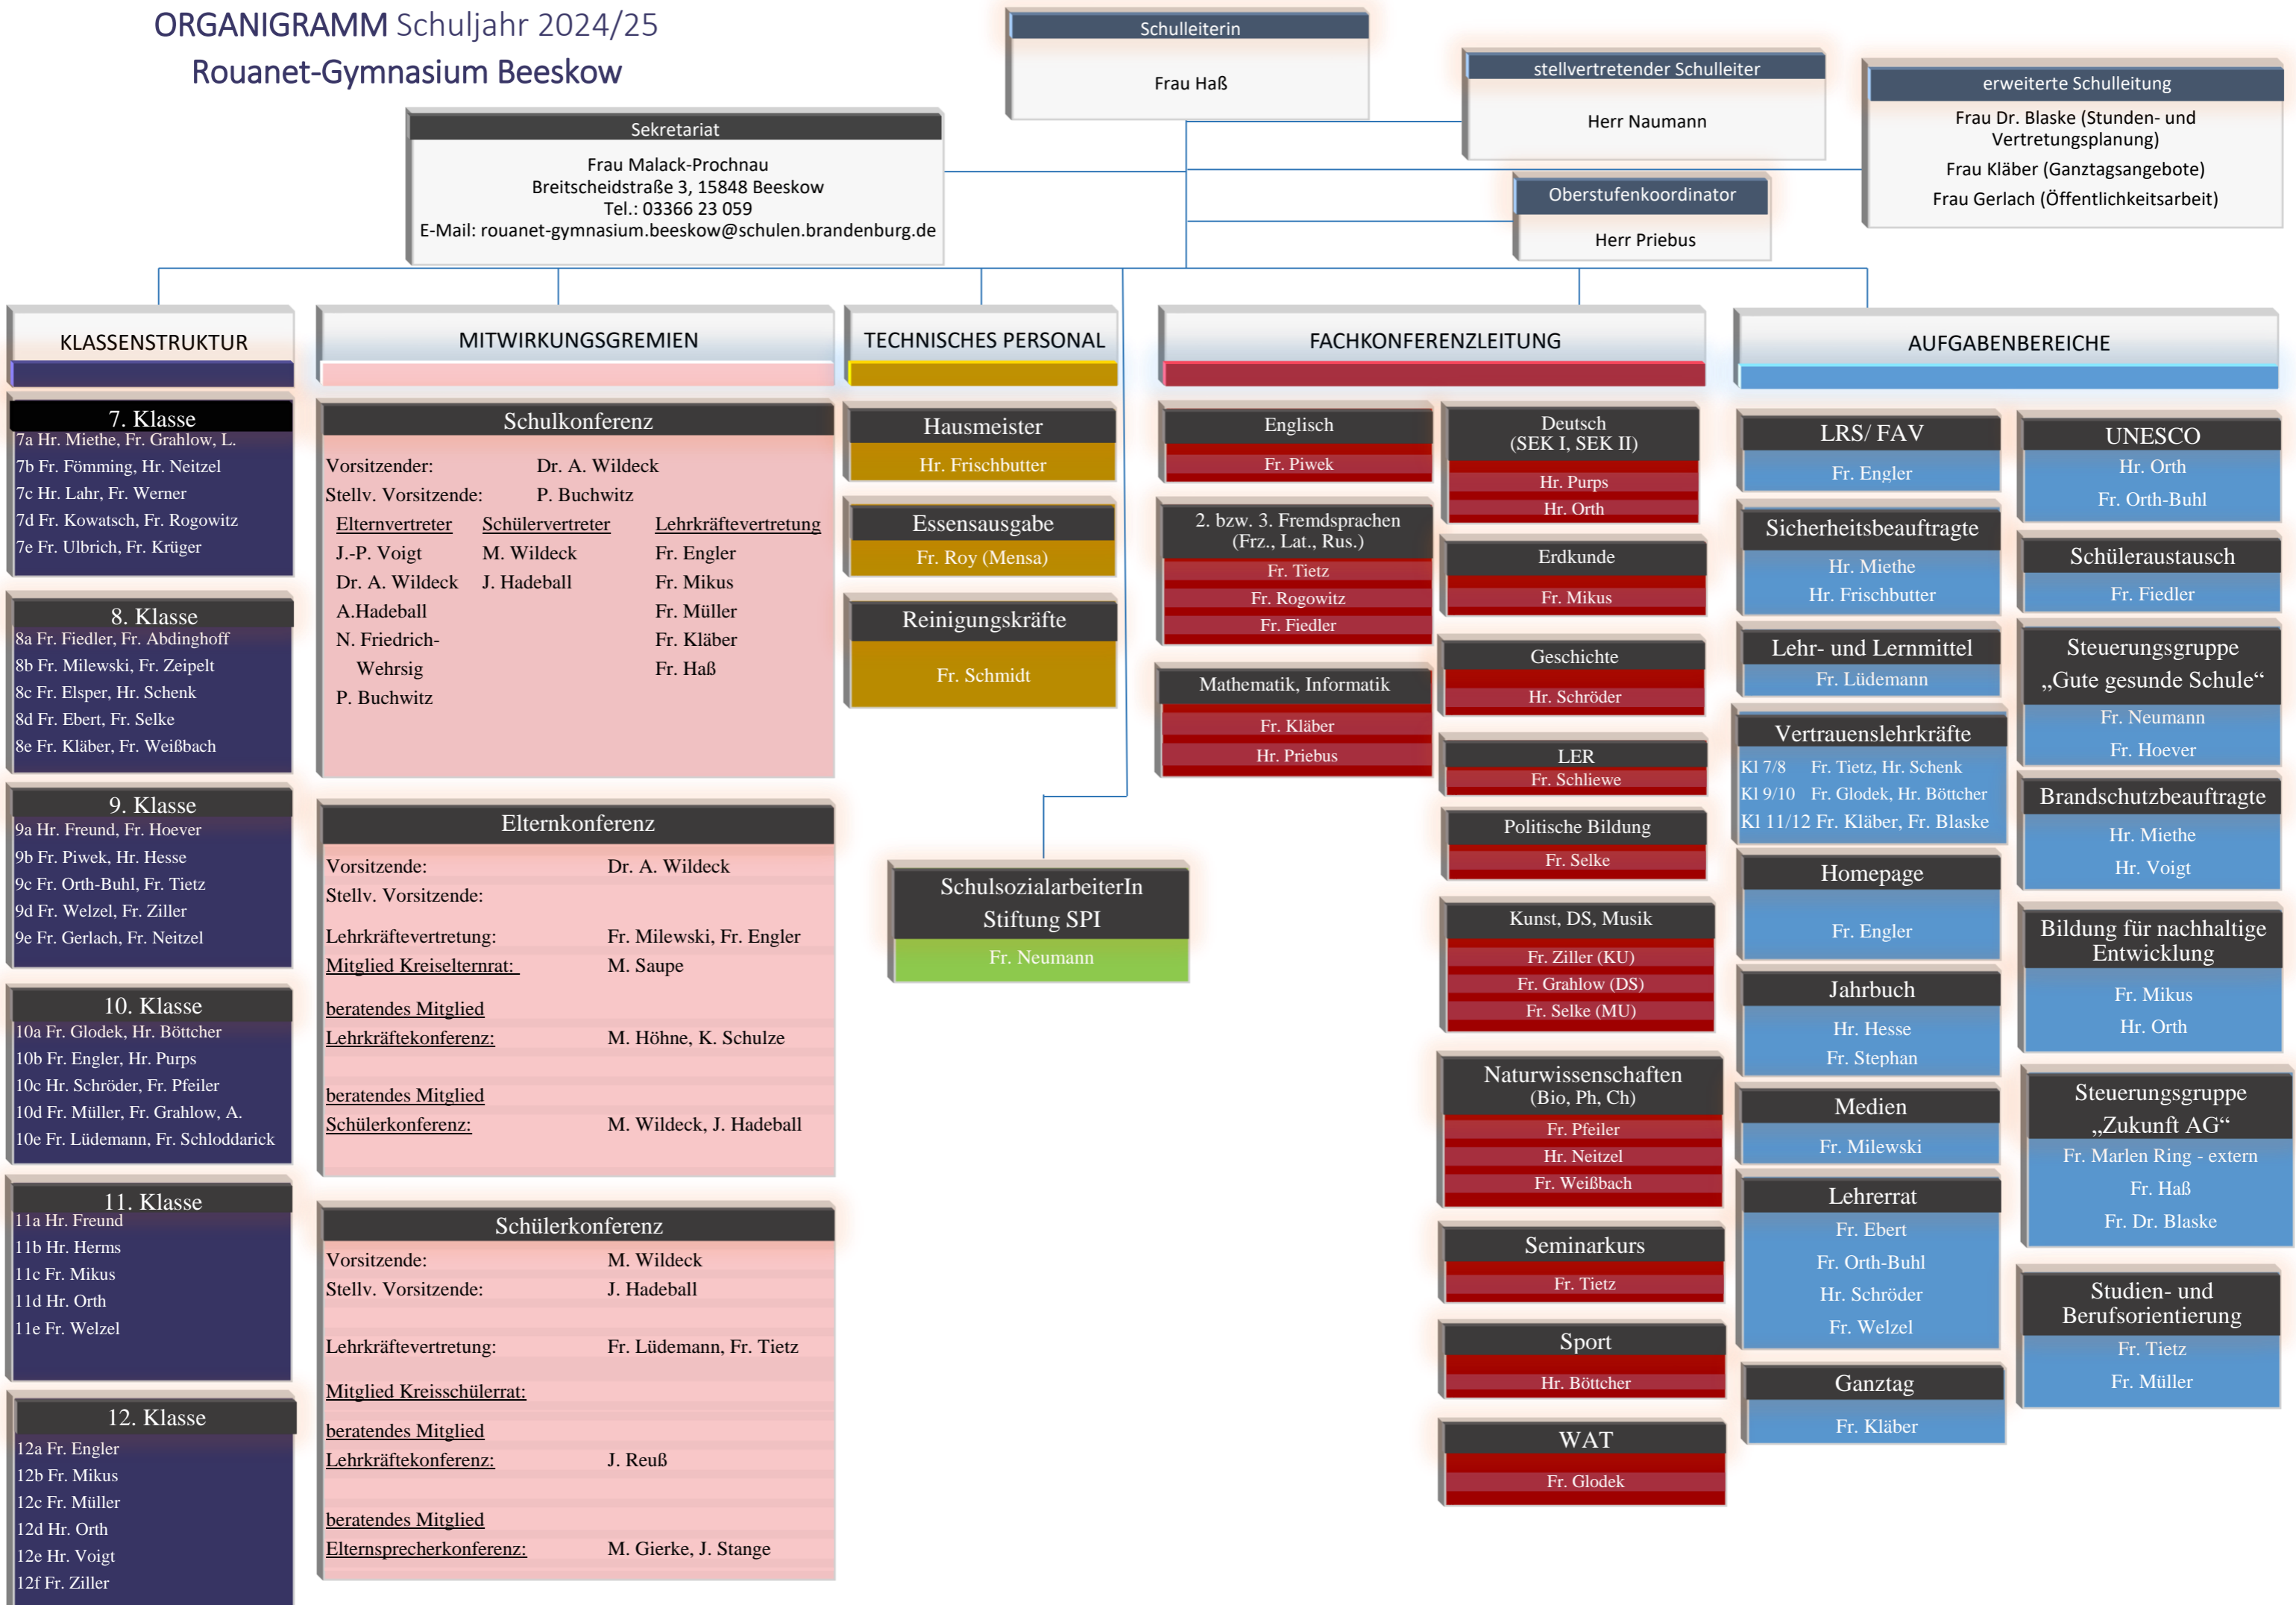 ORGANIGRAMM Schuljahr 2024/25
Rouanet-Gymnasium Beeskow
Schulleiterin
Frau Haß
stellvertretender Schulleiter
Herr Naumann
erweiterte Schulleitung
Frau Dr. Blaske (Stunden- und
Vertretungsplanung)
Frau Kläber (Ganztagsangebote)
Frau Gerlach (Öffentlichkeitsarbeit)
Sekretariat
Frau Malack-Prochnau
Breitscheidstraße 3, 15848 Beeskow
Tel.: 03366 23 059
E-Mail: rouanet-gymnasium.beeskow@schulen.brandenburg.de
Oberstufenkoordinator
Herr Priebus
KLASSENSTRUKTUR
7. Klasse
7a Hr. Miethe, Fr. Grahlow, L.
7b Fr. Fömming, Hr. Neitzel
7c Hr. Lahr, Fr. Werner
7d Fr. Kowatsch, Fr. Rogowitz
7e Fr. Ulbrich, Fr. Krüger
8. Klasse
8a Fr. Fiedler, Fr. Abdinghoff
8b Fr. Milewski, Fr. Zeipelt
8c Fr. Elsper, Hr. Schenk
8d Fr. Ebert, Fr. Selke
8e Fr. Kläber, Fr. Weißbach
9. Klasse
9a Hr. Freund, Fr. Hoever
9b Fr. Piwek, Hr. Hesse
9c Fr. Orth-Buhl, Fr. Tietz
9d Fr. Welzel, Fr. Ziller
9e Fr. Gerlach, Fr. Neitzel
10. Klasse
10a Fr. Glodek, Hr. Böttcher
10b Fr. Engler, Hr. Purps
10c Hr. Schröder, Fr. Pfeiler
10d Fr. Müller, Fr. Grahlow, A.
10e Fr. Lüdemann, Fr. Schloddarick
11. Klasse
11a Hr. Freund
11b Hr. Herms
11c Fr. Mikus
11d Hr. Orth
11e Fr. Welzel
12. Klasse
12a Fr. Engler
12b Fr. Mikus
12c Fr. Müller
12d Hr. Orth
12e Hr. Voigt
12f Fr. Ziller
MITWIRKUNGSGREMIEN
Schulkonferenz
Vorsitzender: Dr. A. Wildeck
Stellv. Vorsitzende: P. Buchwitz
Elternvertreter Schülervertreter Lehrkräftevertretung
J.-P. Voigt M. Wildeck Fr. Engler
Dr. A. Wildeck J. Hadeball Fr. Mikus
A.Hadeball Fr. Müller
N. Friedrich- Fr. Kläber
Wehrsig Fr. Haß
P. Buchwitz
Elternkonferenz
Vorsitzende: Dr. A. Wildeck
Stellv. Vorsitzende:
Lehrkräftevertretung: Fr. Milewski, Fr. Engler
Mitglied Kreiselternrat: M. Saupe
beratendes Mitglied
Lehrkräftekonferenz: M. Höhne, K. Schulze
beratendes Mitglied
Schülerkonferenz: M. Wildeck, J. Hadeball
Schülerkonferenz
Vorsitzende: M. Wildeck
Stellv. Vorsitzende: J. Hadeball
Lehrkräftevertretung: Fr. Lüdemann, Fr. Tietz
Mitglied Kreisschülerrat:
beratendes Mitglied
Lehrkräftekonferenz: J. Reuß
beratendes Mitglied
Elternsprecherkonferenz: M. Gierke, J. Stange
TECHNISCHES PERSONAL
Hausmeister
Hr. Frischbutter
Essensausgabe
Fr. Roy (Mensa)
Reinigungskräfte
Fr. Schmidt
SchulsozialarbeiterIn
Stiftung SPI
Fr. Neumann
FACHKONFERENZLEITUNG
Englisch
Fr. Piwek
2. bzw. 3. Fremdsprachen
(Frz., Lat., Rus.)
Fr. Tietz
Fr. Rogowitz
Fr. Fiedler
Mathematik, Informatik
Fr. Kläber
Hr. Priebus
Deutsch
(SEK I, SEK II)
Hr. Purps
Hr. Orth
Erdkunde
Fr. Mikus
Geschichte
Hr. Schröder
LER
Fr. Schliewe
Politische Bildung
Fr. Selke
Kunst, DS, Musik
Fr. Ziller (KU)
Fr. Grahlow (DS)
Fr. Selke (MU)
Naturwissenschaften
(Bio, Ph, Ch)
Fr. Pfeiler
Hr. Neitzel
Fr. Weißbach
Seminarkurs
Fr. Tietz
Sport
Hr. Böttcher
WAT
Fr. Glodek
AUFGABENBEREICHE
LRS/ FAV
Fr. Engler
Sicherheitsbeauftragte
Hr. Miethe
Hr. Frischbutter
Lehr- und Lernmittel
Fr. Lüdemann
Vertrauenslehrkräfte
Kl 7/8 Fr. Tietz, Hr. Schenk
Kl 9/10 Fr. Glodek, Hr. Böttcher
Kl 11/12 Fr. Kläber, Fr. Blaske
Homepage
Fr. Engler
Jahrbuch
Hr. Hesse
Fr. Stephan
Medien
Fr. Milewski
Lehrerrat
Fr. Ebert
Fr. Orth-Buhl
Hr. Schröder
Fr. Welzel
Ganztag
Fr. Kläber
UNESCO
Hr. Orth
Fr. Orth-Buhl
Schüleraustausch
Fr. Fiedler
Steuerungsgruppe
„Gute gesunde Schule“
Fr. Neumann
Fr. Hoever
Brandschutzbeauftragte
Hr. Miethe
Hr. Voigt
Bildung für nachhaltige
Entwicklung
Fr. Mikus
Hr. Orth
Steuerungsgruppe
„Zukunft AG“
Fr. Marlen Ring - extern
Fr. Haß
Fr. Dr. Blaske
Studien- und
Berufsorientierung
Fr. Tietz
Fr. Müller